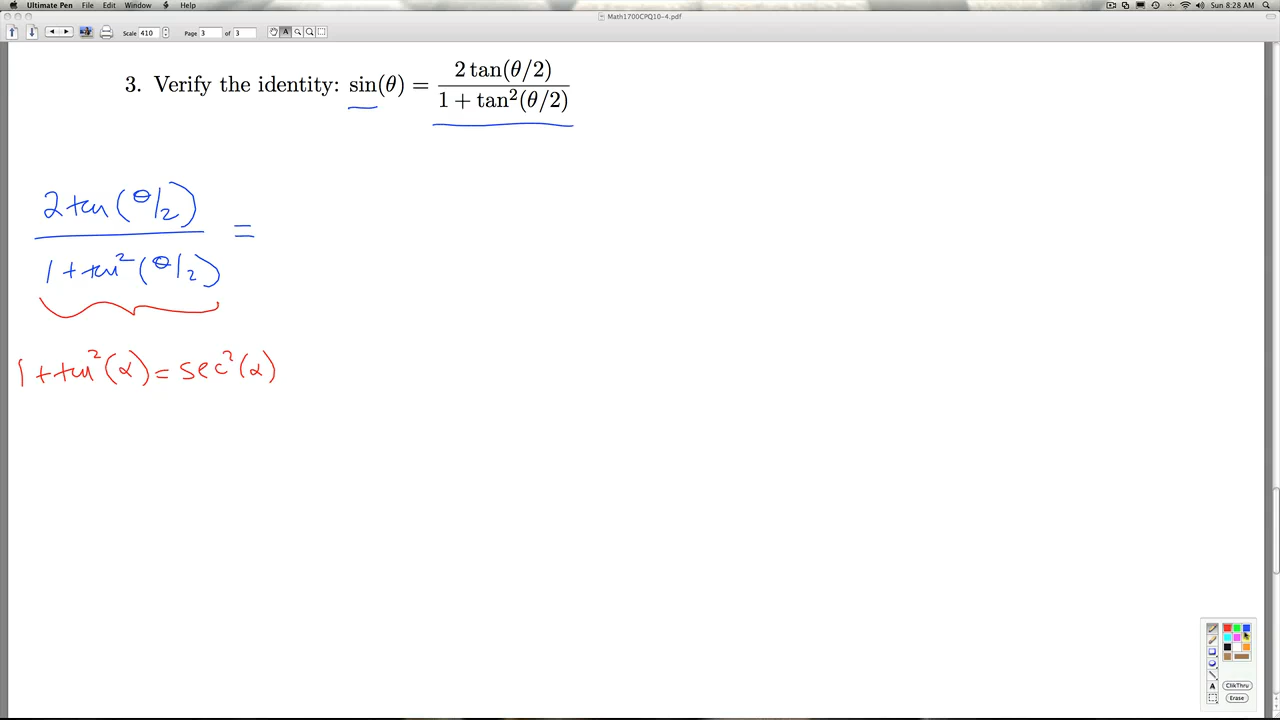 Ultimate Pen File Edit Window Help Sun 8:28 AM
Math1700CPQ10-4.pdf
Scale 410 Page 3 of 3
3. Verify the identity: sin(θ) = 2 tan(θ/2) / 1 + tan²(θ/2)
2 tan(θ/2)
=
1 + tan²(θ/2)
1 + tan²(α) = sec²(α)
A
ClikThru
Erase